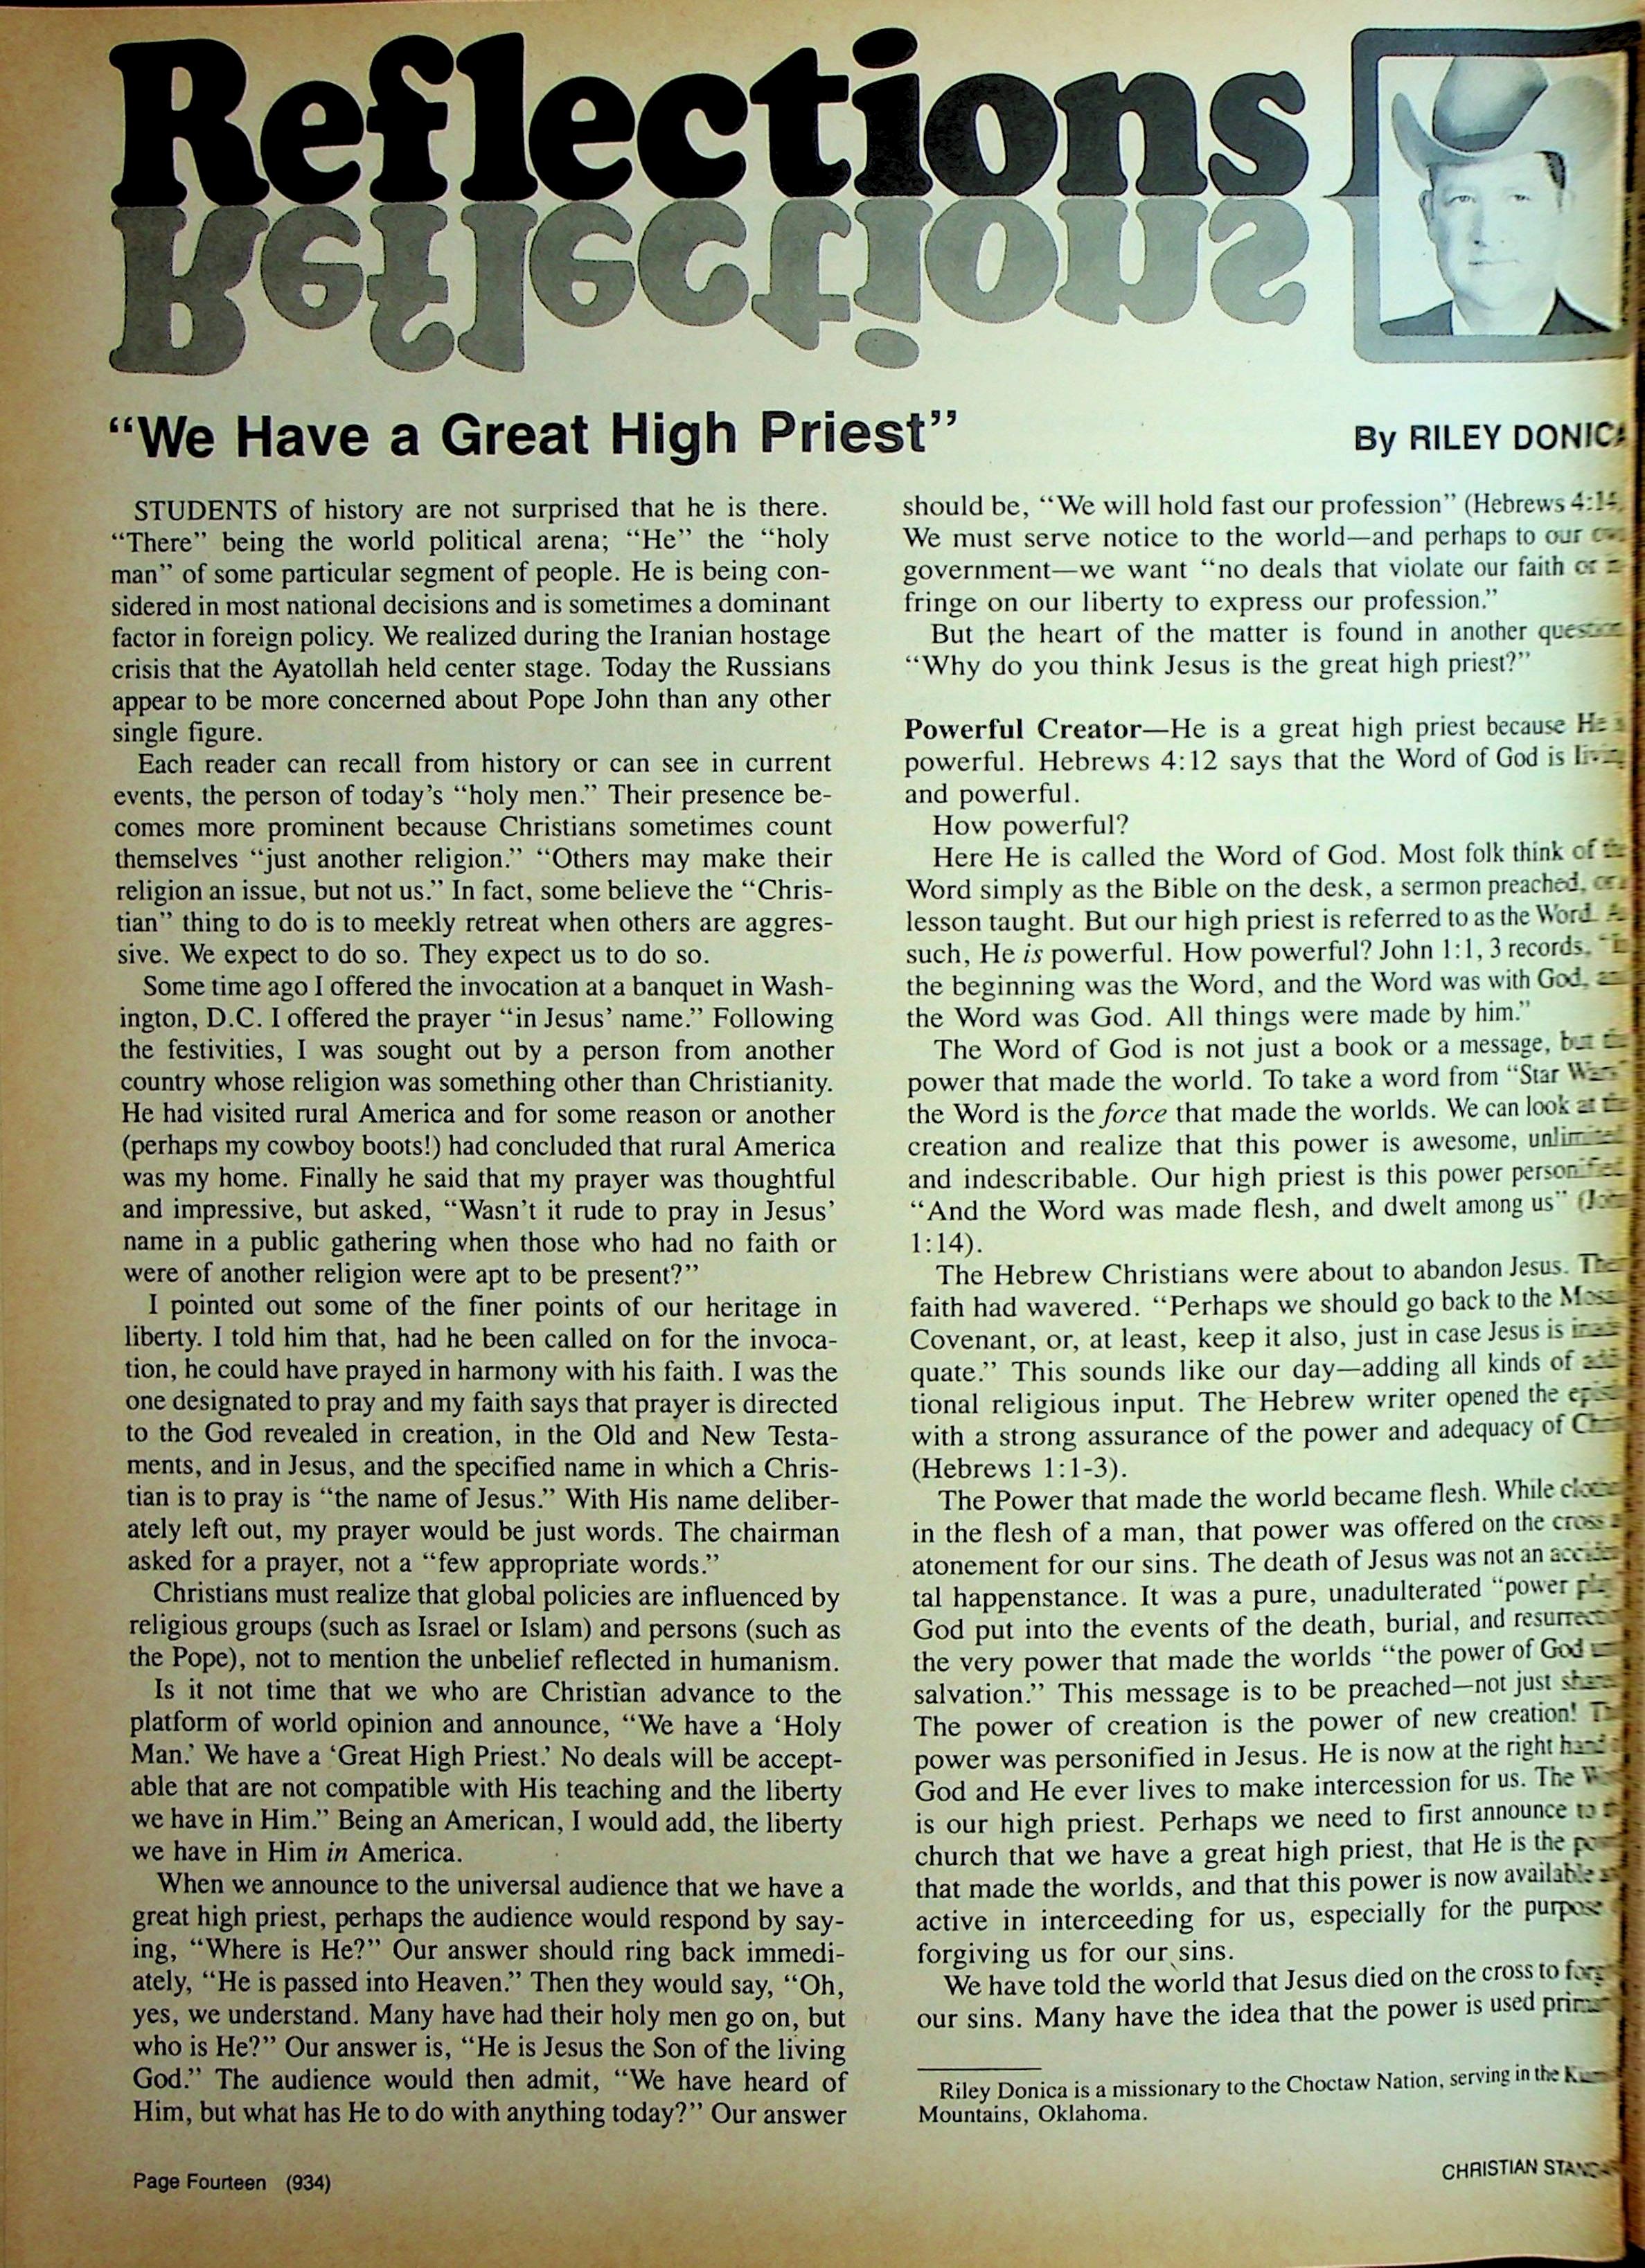 Reflections
"We Have a Great High Priest"
By RILEY DONICA
STUDENTS of history are not surprised that he is there.
"There" being the world political arena; "He" the "holy
man" of some particular segment of people. He is being con-
sidered in most national decisions and is sometimes a dominant
factor in foreign policy. We realized during the Iranian hostage
crisis that the Ayatollah held center stage. Today the Russians
appear to be more concerned about Pope John than any other
single figure.
Each reader can recall from history or can see in current
events, the person of today's "holy men." Their presence be-
comes more prominent because Christians sometimes count
themselves "just another religion." "Others may make their
religion an issue, but not us." In fact, some believe the "Chris-
tian" thing to do is to meekly retreat when others are aggres-
sive. We expect to do so. They expect us to do so.
Some time ago I offered the invocation at a banquet in Wash-
ington, D.C. I offered the prayer "in Jesus' name." Following
the festivities, I was sought out by a person from another
country whose religion was something other than Christianity.
He had visited rural America and for some reason or another
(perhaps my cowboy boots!) had concluded that rural America
was my home. Finally he said that my prayer was thoughtful
and impressive, but asked, "Wasn't it rude to pray in Jesus'
name in a public gathering when those who had no faith or
were of another religion were apt to be present?"
I pointed out some of the finer points of our heritage in
liberty. I told him that, had he been called on for the invoca-
tion, he could have prayed in harmony with his faith. I was the
one designated to pray and my faith says that prayer is directed
to the God revealed in creation, in the Old and New Testa-
ments, and in Jesus, and the specified name in which a Chris-
tian is to pray is "the name of Jesus." With His name deliber-
ately left out, my prayer would be just words. The chairman
asked for a prayer, not a "few appropriate words."
Christians must realize that global policies are influenced by
religious groups (such as Israel or Islam) and persons (such as
the Pope), not to mention the unbelief reflected in humanism.
Is it not time that we who are Christian advance to the
platform of world opinion and announce, "We have a 'Holy
Man.' We have a 'Great High Priest.' No deals will be accept-
able that are not compatible with His teaching and the liberty
we have in Him." Being an American, I would add, the liberty
we have in Him in America.
When we announce to the universal audience that we have a
great high priest, perhaps the audience would respond by say-
ing, "Where is He?" Our answer should ring back immedi-
ately, "He is passed into Heaven." Then they would say, "Oh,
yes, we understand. Many have had their holy men go on, but
who is He?" Our answer is, "He is Jesus the Son of the living
God." The audience would then admit, "We have heard of
Him, but what has He to do with anything today?" Our answer
should be, "We will hold fast our profession" (Hebrews 4:14
We must serve notice to the world—and perhaps to our
government—we want "no deals that violate our faith or
fringe on our liberty to express our profession."
But the heart of the matter is found in another question
"Why do you think Jesus is the great high priest?"
Powerful Creator—He is a great high priest because He
powerful. Hebrews 4:12 says that the Word of God is living
and powerful.
How powerful?
Here He is called the Word of God. Most folk think of the
Word simply as the Bible on the desk, a sermon preached, or
lesson taught. But our high priest is referred to as the Word.
such, He is powerful. How powerful? John 1:1, 3 records,
the beginning was the Word, and the Word was with God,
the Word was God. All things were made by him."
The Word of God is not just a book or a message, but
power that made the world. To take a word from "Star Wars"
the Word is the force that made the worlds. We can look at the
creation and realize that this power is awesome, unlimited
and indescribable. Our high priest is this power personified
"And the Word was made flesh, and dwelt among us" (John
1:14).
The Hebrew Christians were about to abandon Jesus.
faith had wavered. "Perhaps we should go back to the
Covenant, or, at least, keep it also, just in case Jesus is
quate." This sounds like our day—adding all kinds of
tional religious input. The Hebrew writer opened the
with a strong assurance of the power and adequacy of
(Hebrews 1:1-3).
The Power that made the world became flesh. While
in the flesh of a man, that power was offered on the cross
atonement for our sins. The death of Jesus was not an
tal happenstance. It was a pure, unadulterated "power
God put into the events of the death, burial, and
the very power that made the worlds "the power of God
salvation." This message is to be preached—not just
The power of creation is the power of new creation!
power was personified in Jesus. He is now at the right hand
God and He ever lives to make intercession for us. The
is our high priest. Perhaps we need to first announce to
church that we have a great high priest, that He is the
that made the worlds, and that this power is now available
active in interceeding for us, especially for the purpose
forgiving us for our sins.
We have told the world that Jesus died on the cross to
our sins. Many have the idea that the power is used
Riley Donica is a missionary to the Choctaw Nation, serving in the
Mountains, Oklahoma.
Page Fourteen (934)
CHRISTIAN